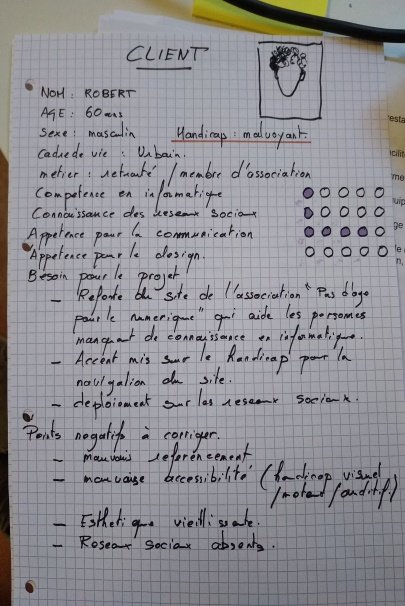 CLIENT
NOM : ROBERT
AGE : 60 ans
Sexe : masculin Handicap : malvoyant
Cadre de vie : Urbain.
métier : retraité / membre d'association
Competence en informatique
Connaissance des reseaux sociaux
Appetence pour la communication
Appetence pour le design.
Besoin pour le projet
– Refonte du site de l'association "Pas d'age
pour le numerique" qui aide les personnes
manquant de connaissance en informatique.
– Accent mis sur le handicap pour la
navigation du site.
– deploiement sur les reseaux sociaux.
Points negatifs à corriger.
– mauvais referencement
– mauvaise accessibilité (handicap visuel
/moteur/auditif.)
– Esthetique vieillissate.
– Reseaux sociaux absents.